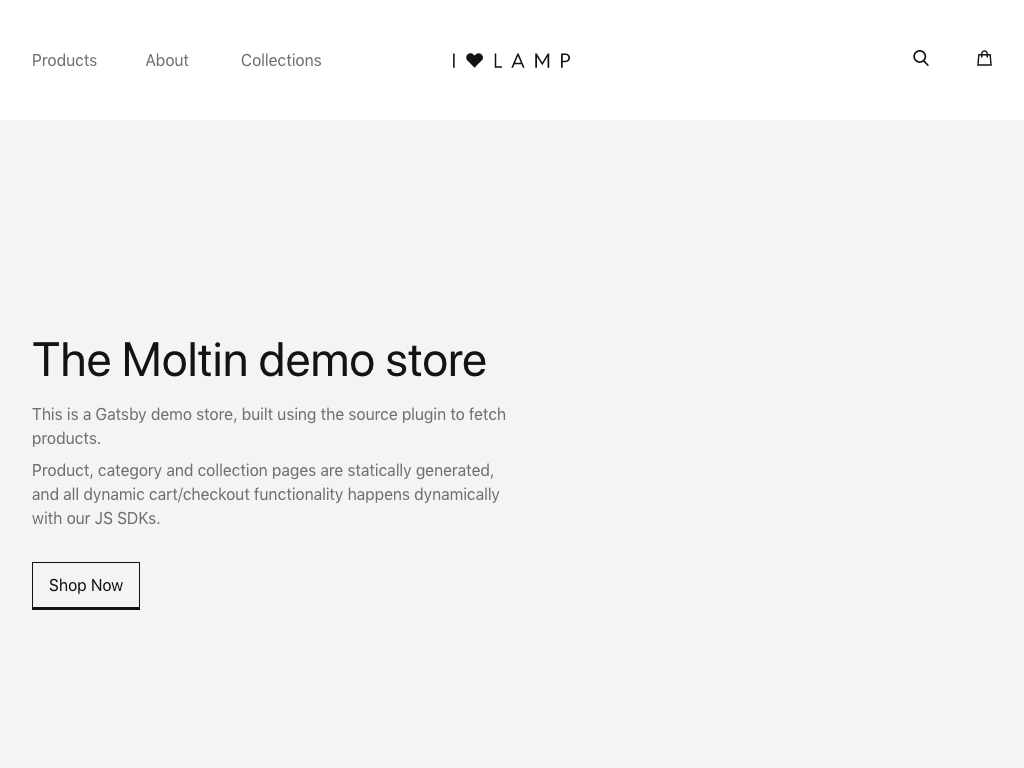 Products About Collections I ♥ LAMP
The Moltin demo store
This is a Gatsby demo store, built using the source plugin to fetch
products.
Product, category and collection pages are statically generated,
and all dynamic cart/checkout functionality happens dynamically
with our JS SDKs.
Shop Now